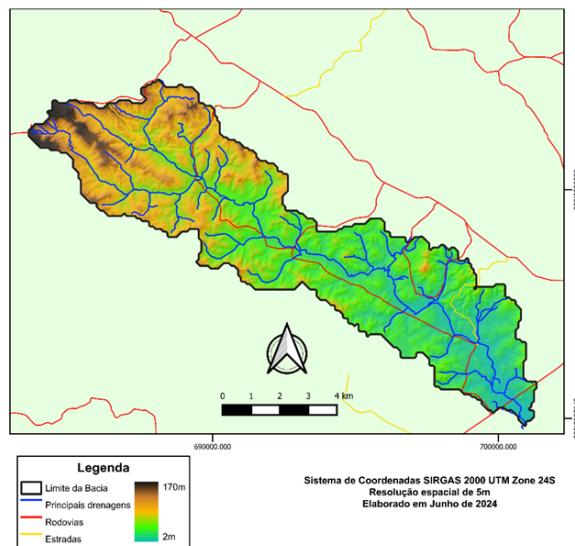 0 1 2 3 4 km
690000.000
700000.000
Legenda
Limite da Bacia
Principais drenagens
Rodovias
Estradas
170m
2m
Sistema de Coordenadas SIRGAS 2000 UTM Zone 24S
Resolução espacial de 5m
Elaborado em Junho de 2024